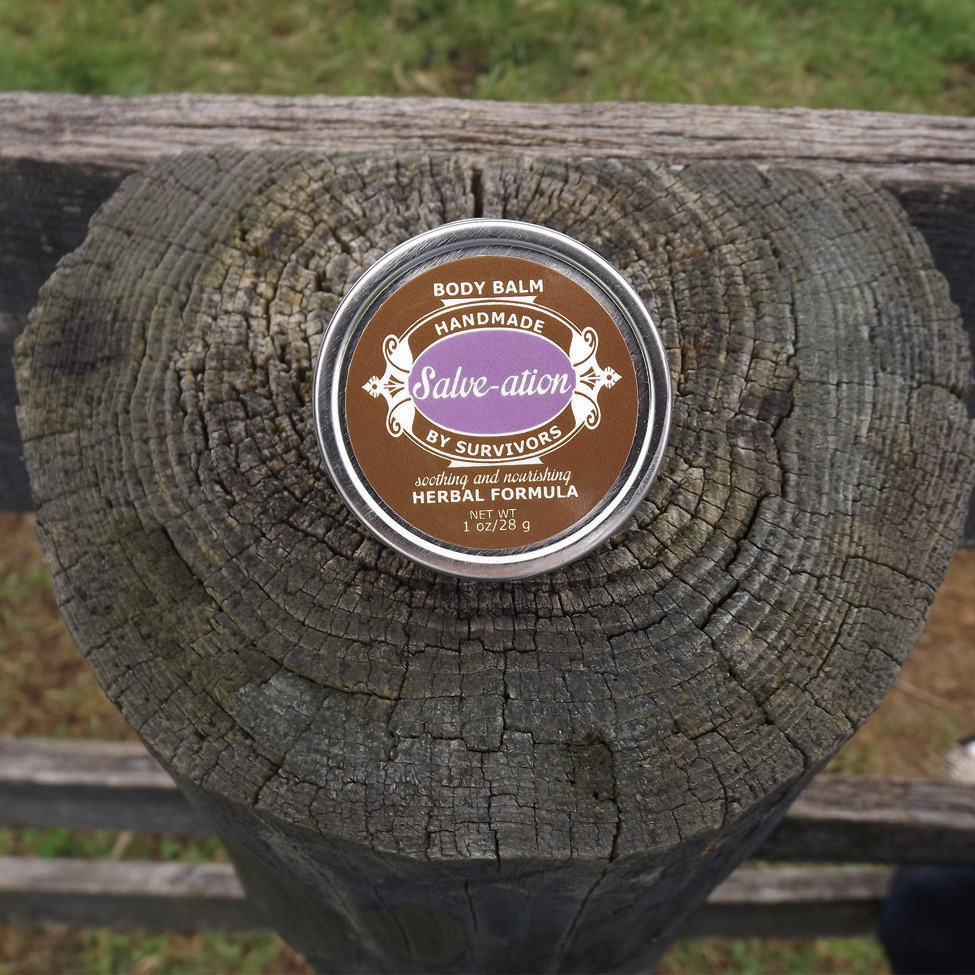 BODY BALM
HANDMADE
Salve-ation
BY SURVIVORS
soothing and nourishing
HERBAL FORMULA
NET WT
1 oz/28 g